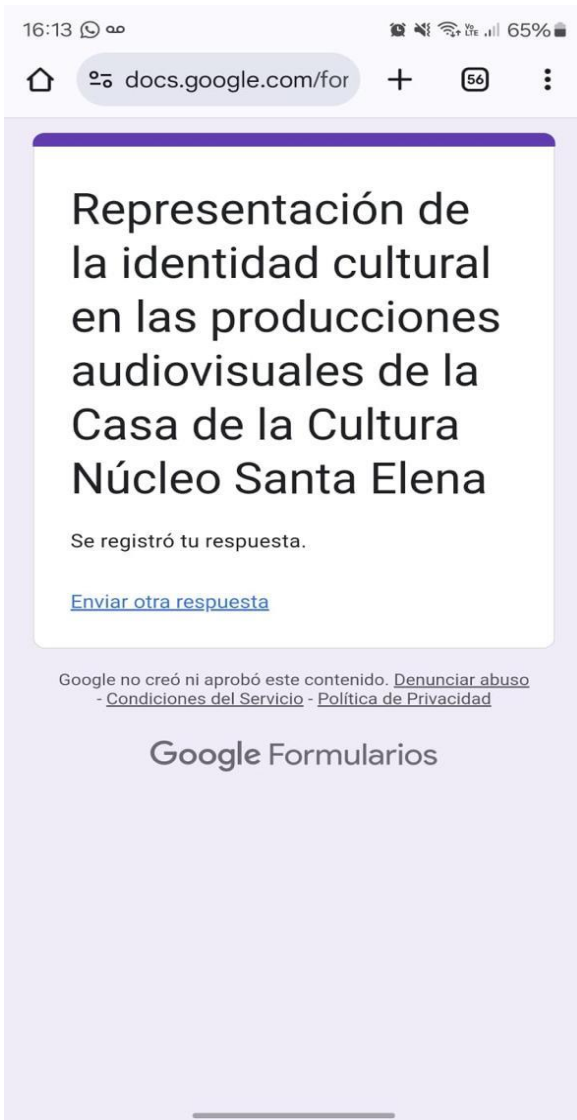 16:13 65%
docs.google.com/for 56
Representación de
la identidad cultural
en las producciones
audiovisuales de la
Casa de la Cultura
Núcleo Santa Elena
Se registró tu respuesta.
Enviar otra respuesta
Google no creó ni aprobó este contenido. Denunciar abuso
- Condiciones del Servicio - Política de Privacidad
Google Formularios